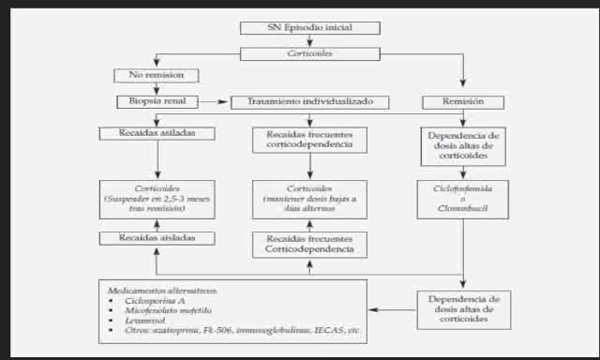 SN Episodio inicial
Corticoides
No remision
Biopsia renal
Tratamiento individualizado
Remisión
Recaidas asiladas
Recaídas frecuentes
corticodependencia
Dependencia de
dosis altas de
corticoides
Corticoides
(Suspender en 2,5-3 meses
tras remisión)
Corticoides
(mantener dosis bajas a
días alternos
Ciclofosfamida
o
Clorambucil
Recaídas aisladas
Recaídas frecuentes
Corticodependencia
Medicamentos alternativos
• Ciclosporina A
• Micofenolato mofetilo
• Levamisol
• Otros: azatioprina, Fk-506, inmunoglobulinas, IECAS, etc.
Dependencia de
dosis altas de
corticoides